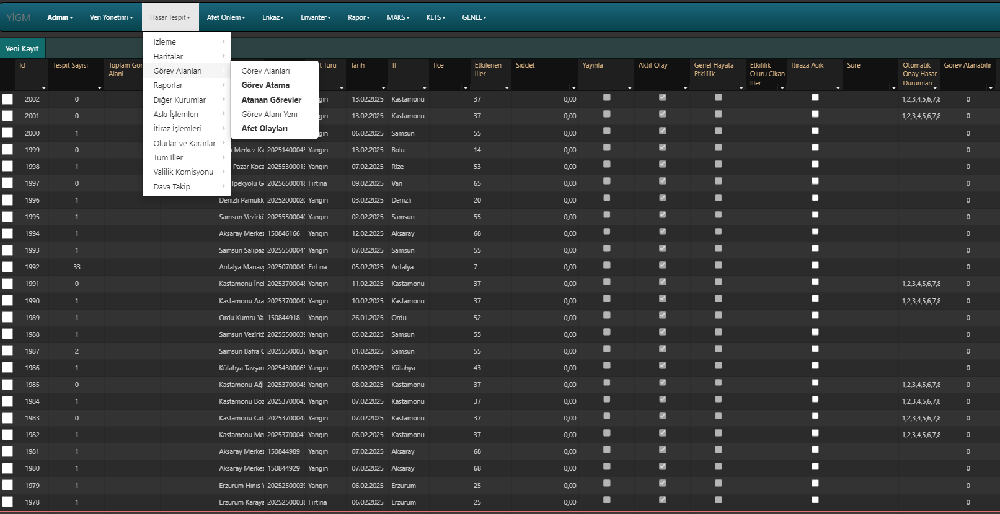 YİGM Admin Veri Yönetimi Hasar Tespit Afet Önlem Enkaz Envanter Rapor MAKS KETS GENEL
Yeni Kayıt
İzleme
Haritalar
Görev Alanları
Raporlar
Diğer Kurumlar
Askı İşlemleri
İtiraz İşlemleri
Olurlar ve Kararlar
Tüm İller
Valilik Komisyonu
Dava Takip
Görev Alanları
Görev Atama
Atanan Görevler
Görev Alanı Yeni
Afet Olayları
Id Tespit Sayisi Toplam Alani Turu Tarih Il Ilce Etkilenen Iller Siddet Yayinla Aktif Olay Genel Hayata Etkililik Etkililik Oluru Cikan Iller Itiraza Acik Sure Otomatik Onay Hasar Durumlari Gorev Atanabilir
2002 0 13.02.2025 Kastamonu 37 0,00 1,2,3,4,5,6,7,8 0
2001 0 13.02.2025 Kastamonu 37 0,00 1,2,3,4,5,6,7,8 0
2000 1 06.02.2025 Samsun 55 0,00 0
1999 0 Merkez Ka 2025140004 Yangın 13.02.2025 Bolu 14 0,00 0
1998 1 Pazar Koca 2025530001 Yangın 07.02.2025 Rize 53 0,00 0
1997 0 İpekyolu 2025650001 Fırtına 09.02.2025 Van 65 0,00 0
1996 1 Denizli Pamukk 2025200002 Yangın 03.02.2025 Denizli 20 0,00 0
1995 1 Samsun Vezirkö 2025550004 Yangın 02.02.2025 Samsun 55 0,00 0
1994 1 Aksaray Merkez 150846166 Yangın 12.02.2025 Aksaray 68 0,00 0
1993 1 Samsun Salıpaz 2025550004 Yangın 07.02.2025 Samsun 55 0,00 0
1992 33 Antalya Manavg 2025070004 Fırtına 05.02.2025 Antalya 7 0,00 0
1991 0 Kastamonu İnel 2025370004 Yangın 11.02.2025 Kastamonu 37 0,00 1,2,3,4,5,6,7,8 0
1990 1 Kastamonu Ara 2025370004 Yangın 10.02.2025 Kastamonu 37 0,00 1,2,3,4,5,6,7,8 0
1989 1 Ordu Kumru Ya 150844918 Yangın 26.01.2025 Ordu 52 0,00 0
1988 1 Samsun Vezirkö 2025550003 Yangın 05.02.2025 Samsun 55 0,00 0
1987 2 Samsun Bafra 2025550003 Yangın 01.02.2025 Samsun 55 0,00 0
1986 1 Kütahya Tavşan 2025430006 Yangın 06.02.2025 Kütahya 43 0,00 0
1985 0 Kastamonu Ağl 2025370004 Yangın 08.02.2025 Kastamonu 37 0,00 1,2,3,4,5,6,7,8 0
1984 1 Kastamonu Boz 2025370004 Yangın 07.02.2025 Kastamonu 37 0,00 1,2,3,4,5,6,7,8 0
1983 0 Kastamonu Cid 2025370004 Yangın 07.02.2025 Kastamonu 37 0,00 1,2,3,4,5,6,7,8 0
1982 1 Kastamonu Me 2025370004 Yangın 06.02.2025 Kastamonu 37 0,00 1,2,3,4,5,6,7,8 0
1981 1 Aksaray Merkez 150844989 Yangın 07.02.2025 Aksaray 68 0,00 0
1980 1 Aksaray Merkez 150844929 Yangın 07.02.2025 Aksaray 68 0,00 0
1979 1 Erzurum Hınıs 2025250003 Yangın 06.02.2025 Erzurum 25 0,00 0
1978 1 Erzurum Karaya 2025250003 Fırtına 06.02.2025 Erzurum 25 0,00 0